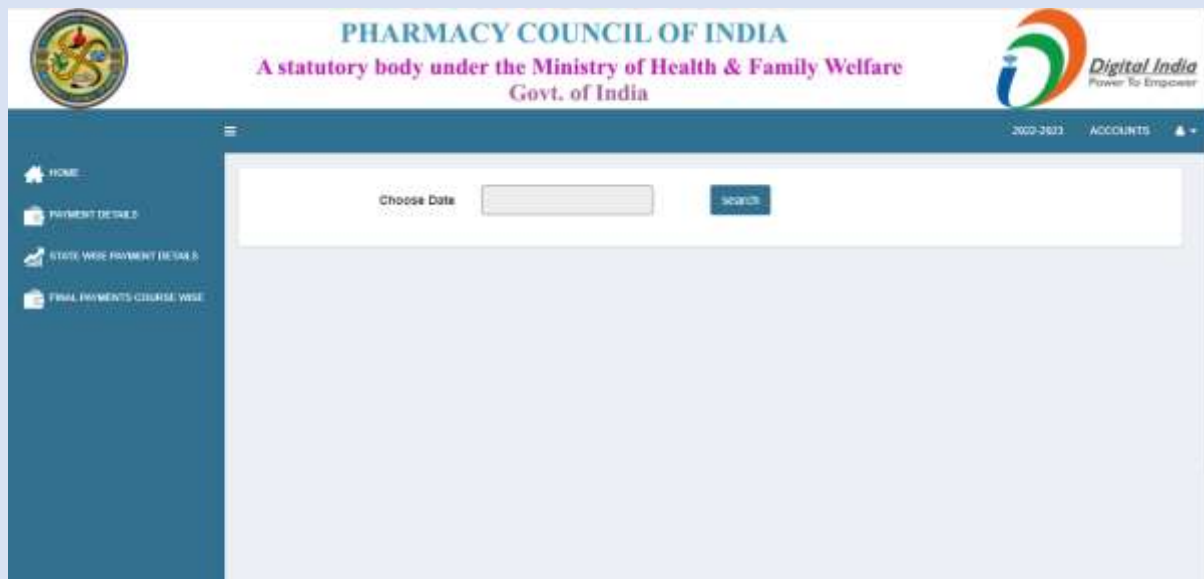 PHARMACY COUNCIL OF INDIA
A statutory body under the Ministry of Health & Family Welfare
Govt. of India
Digital India
Power To Empower
2022-2023 ACCOUNTS
HOME
PAYMENT DETAILS
STATE WISE PAYMENT DETAILS
FINAL PAYMENTS COURSE WISE
Choose Date search